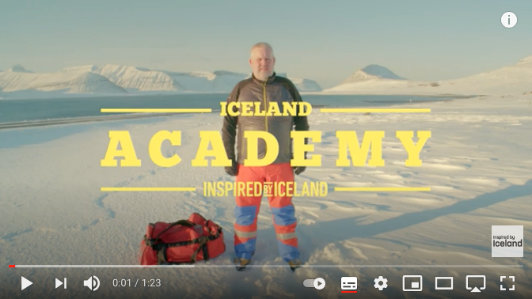 ICELAND
ACADEMY
INSPIRED BY ICELAND
Inspired by
Iceland
0:01 / 1:23